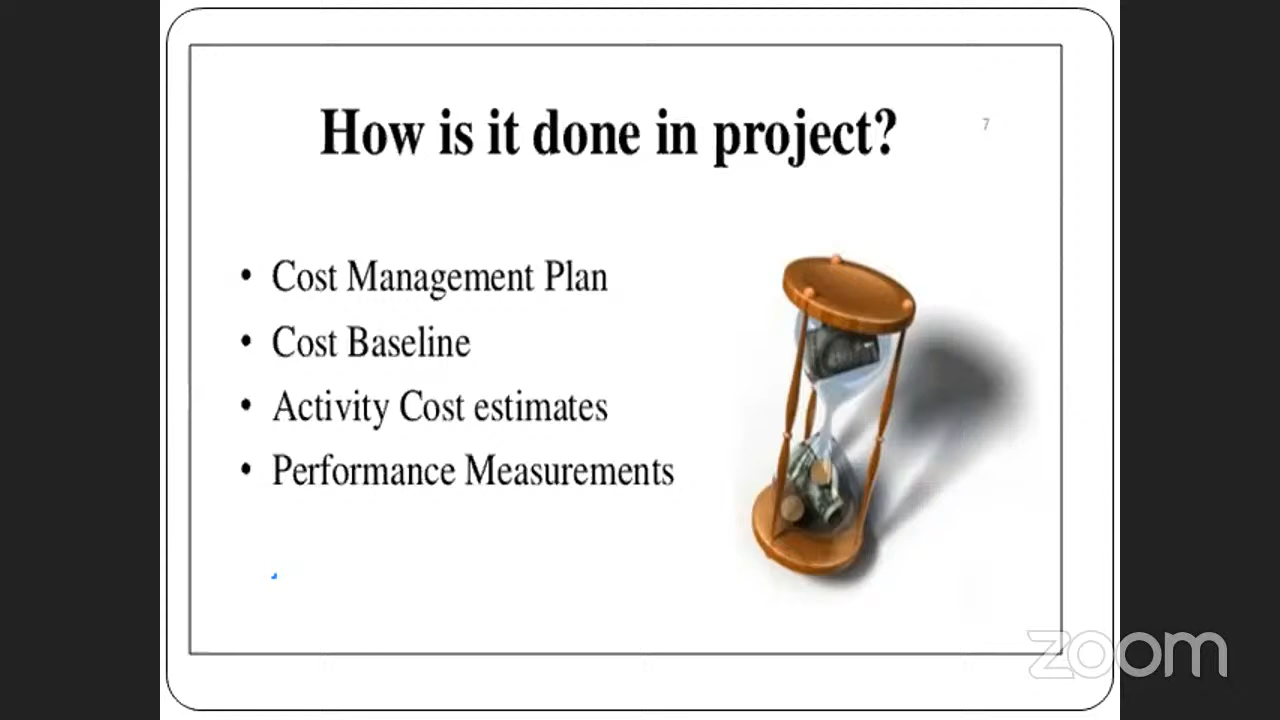 How is it done in project?
7
• Cost Management Plan
• Cost Baseline
• Activity Cost estimates
• Performance Measurements
zoom